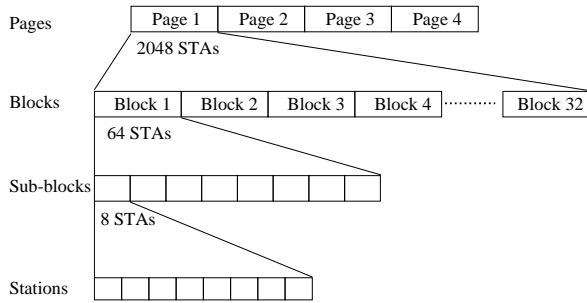 Pages
Page 1 Page 2 Page 3 Page 4
2048 STAs
Blocks
Block 1 Block 2 Block 3 Block 4 Block 32
64 STAs
Sub-blocks
8 STAs
Stations